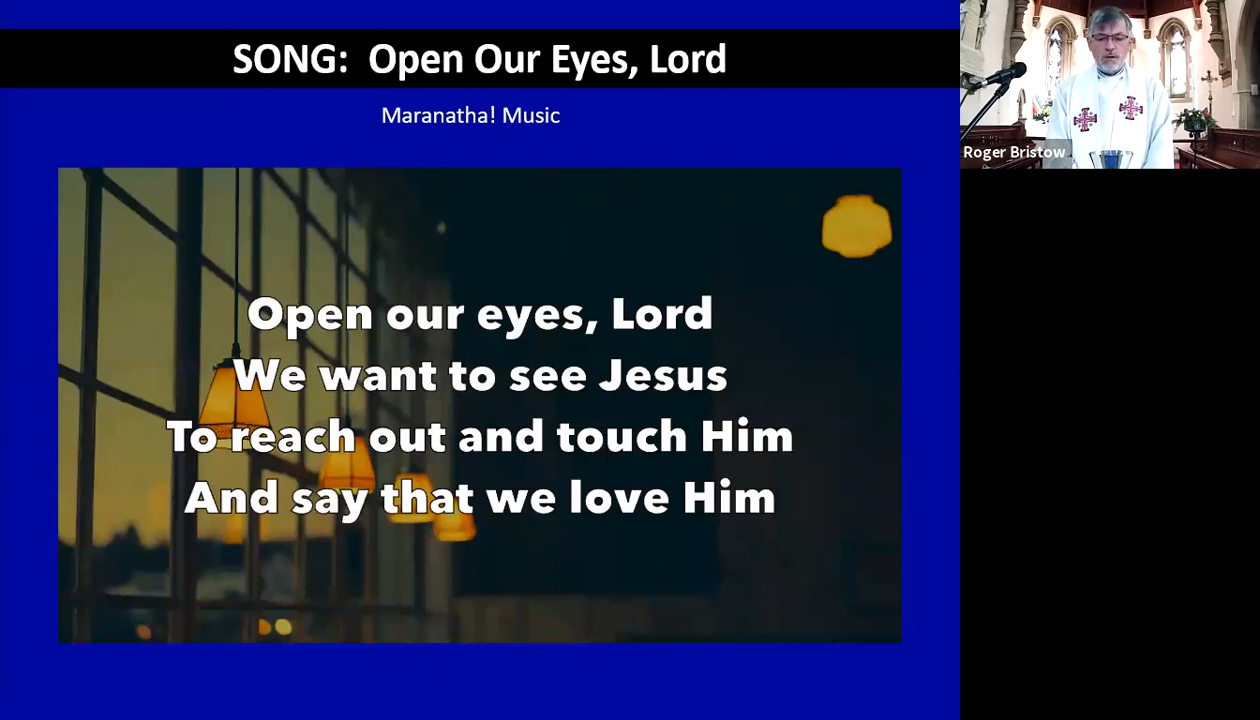 SONG:  Open Our Eyes, Lord
Maranatha! Music
Open our eyes, Lord
We want to see Jesus
To reach out and touch Him
And say that we love Him
Roger Bristow